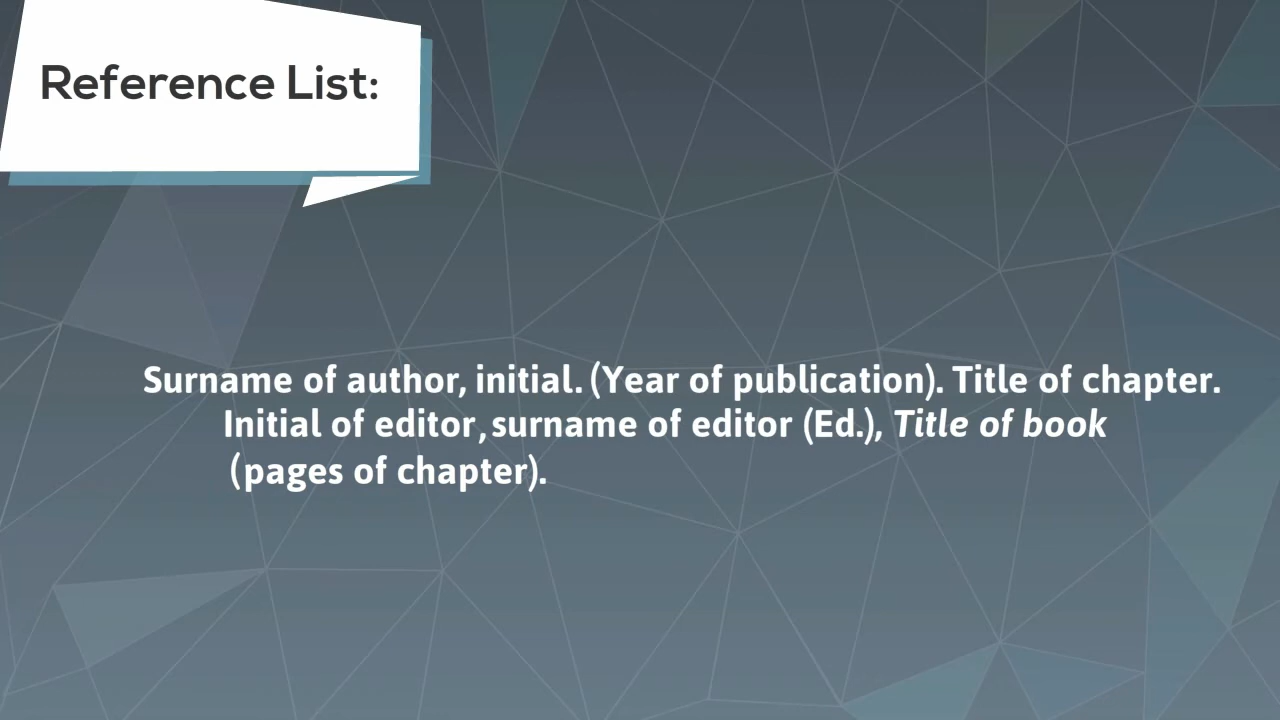 Reference List:
Surname of author, initial. (Year of publication). Title of chapter.
Initial of editor, surname of editor (Ed.), Title of book
(pages of chapter).